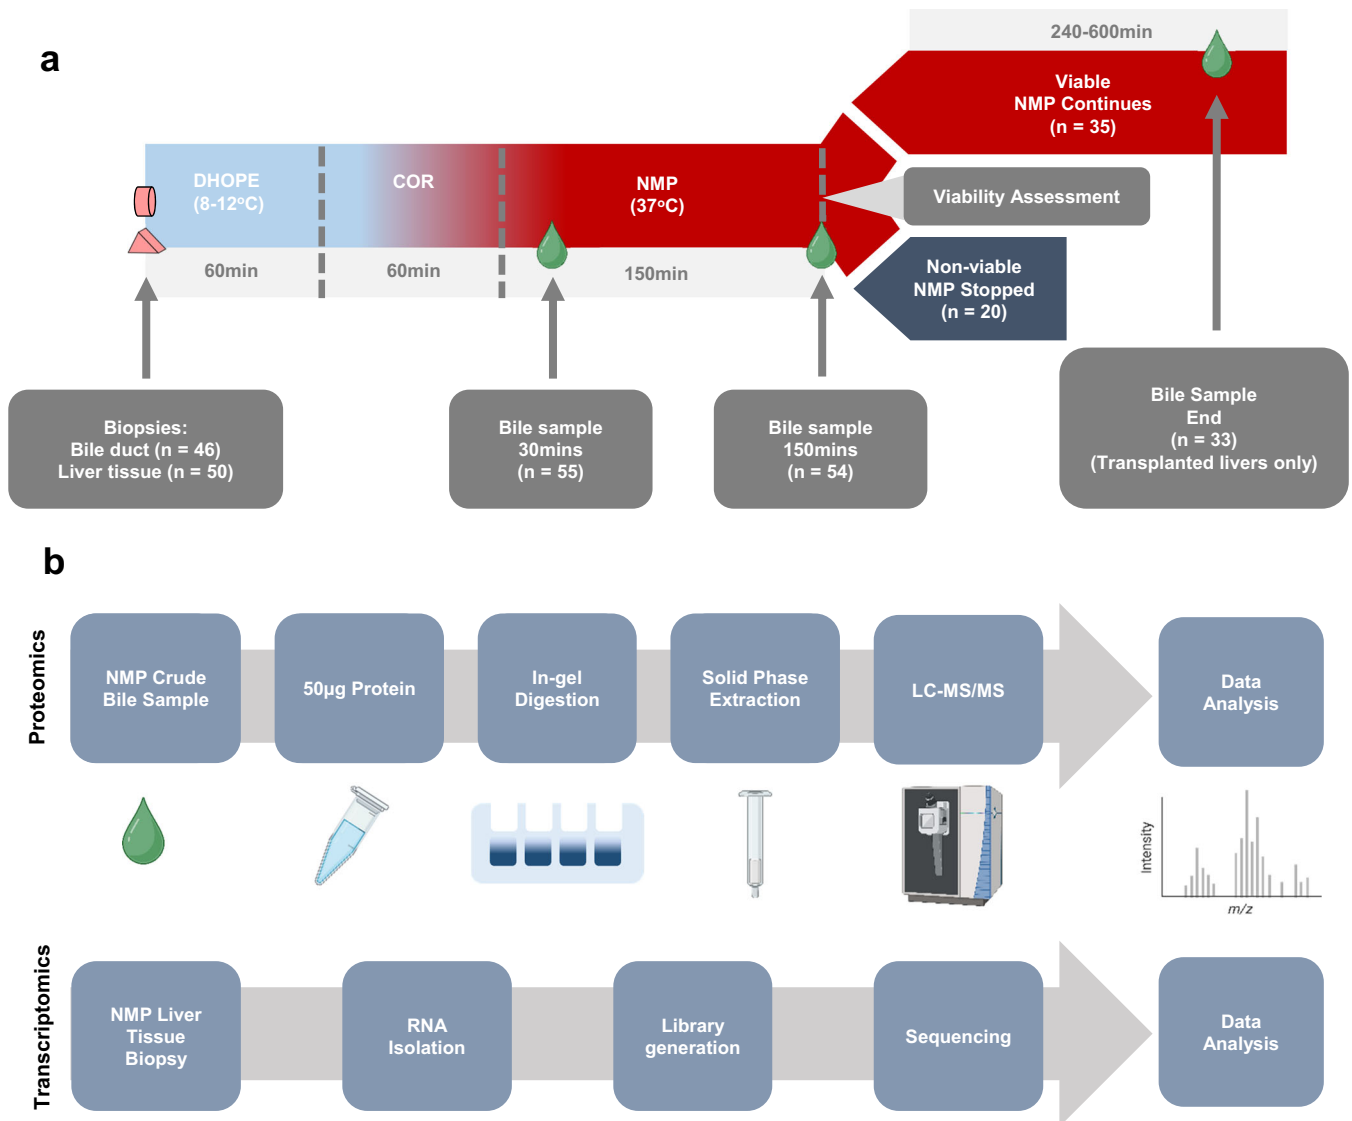 a
240-600min
Viable
NMP Continues
(n = 35)
DHOPE
(8-12°C)
COR
NMP
(37°C)
Viability Assessment
60min
60min
150min
Non-viable
NMP Stopped
(n = 20)
Biopsies:
Bile duct (n = 46)
Liver tissue (n = 50)
Bile sample
30mins
(n = 55)
Bile sample
150mins
(n = 54)
Bile Sample
End
(n = 33)
(Transplanted livers only)
b
Proteomics
NMP Crude
Bile Sample
50µg Protein
In-gel
Digestion
Solid Phase
Extraction
LC-MS/MS
Data
Analysis
Intensity
m/z
Transcriptomics
NMP Liver
Tissue
Biopsy
RNA
Isolation
Library
generation
Sequencing
Data
Analysis